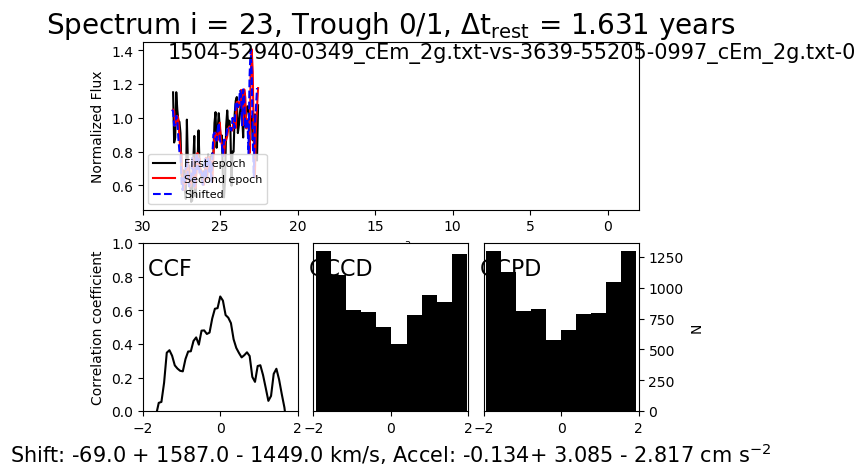 Spectrum i = 23, Trough 0/1, Δt_rest = 1.631 years
1504-52940-0349_cEm_2g.txt-vs-3639-55205-0997_cEm_2g.txt-0
Normalized Flux
1.4
1.2
1.0
0.8
0.6
First epoch
Second epoch
Shifted
30 25 20 15 10 5 0
Correlation coefficient
1.0
0.8
0.6
0.4
0.2
0.0
CCF
CCCD
CCPD
1250
1000
750
500
250
0
N
−2 0 −2 0 −2 0 2
Shift: -69.0 + 1587.0 - 1449.0 km/s, Accel: -0.134+ 3.085 - 2.817 cm s⁻²